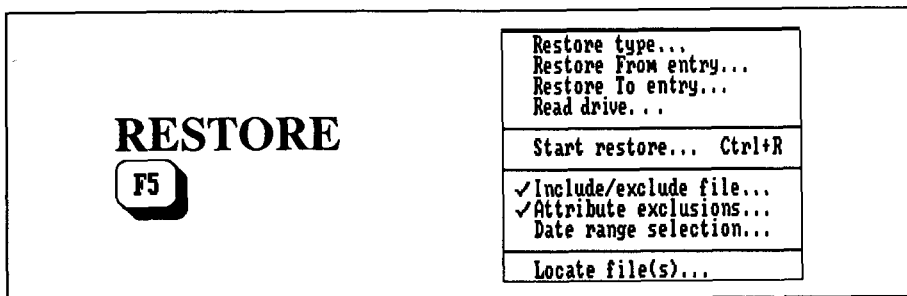 RESTORE
F5
Restore type...
Restore From entry...
Restore To entry...
Read drive...
Start restore... Ctrl+R
✓Include/exclude file...
✓Attribute exclusions...
Date range selection...
Locate file(s)...